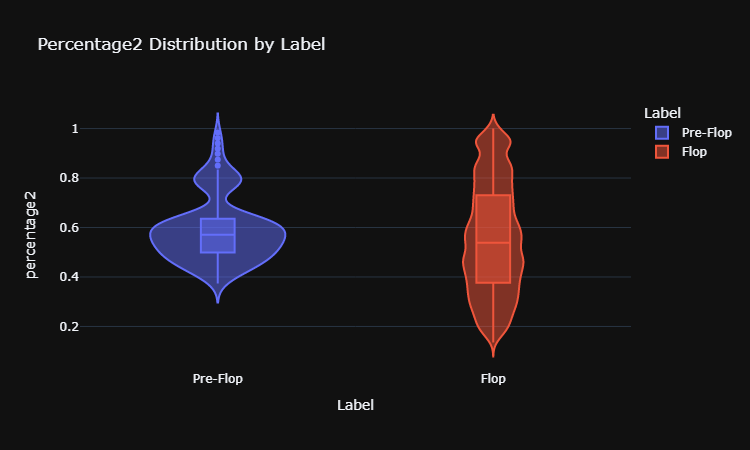 Percentage2 Distribution by Label
Label
Pre-Flop
Flop
percentage2
1
0.8
0.6
0.4
0.2
Pre-Flop
Flop
Label